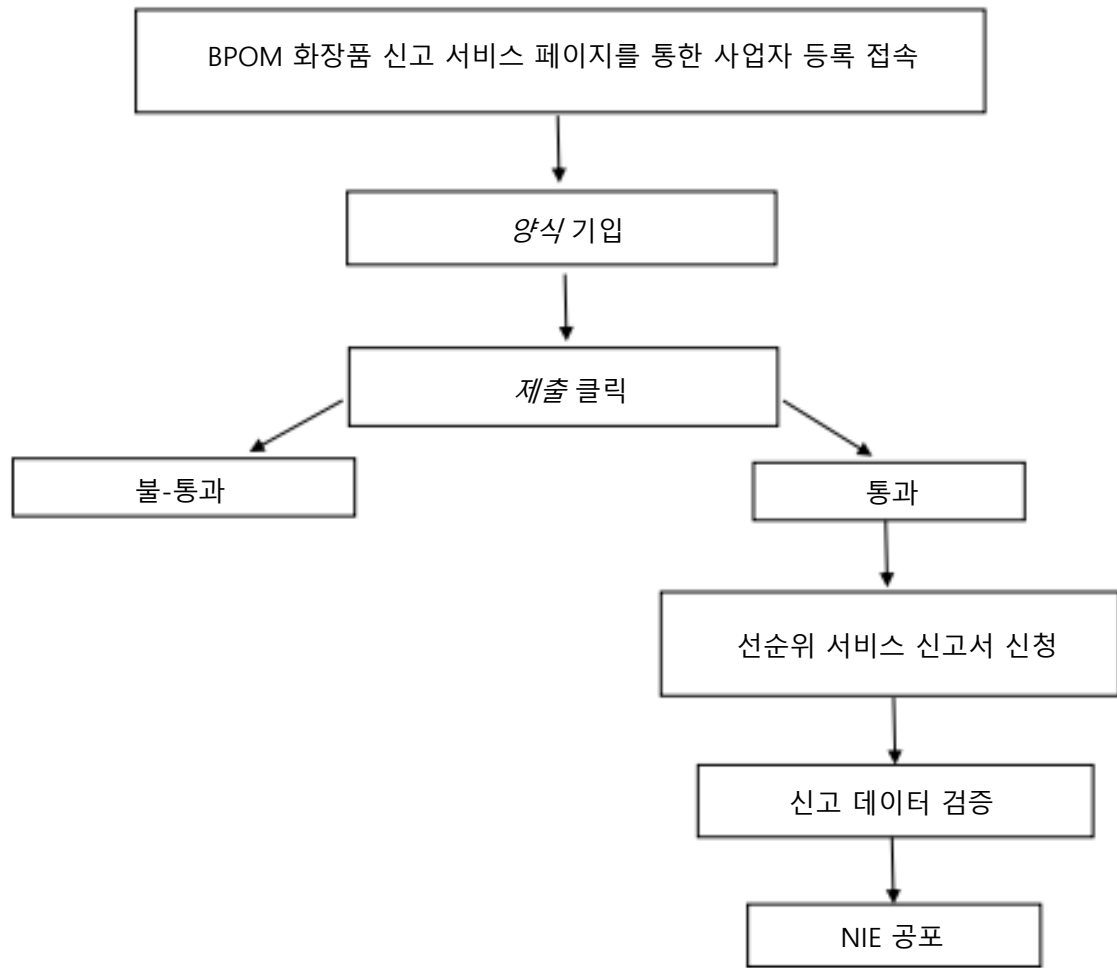 BPOM 화장품 신고 서비스 페이지를 통한 사업자 등록 접속
양식 기입
제출 클릭
불-통과
통과
선순위 서비스 신고서 신청
신고 데이터 검증
NIE 공포